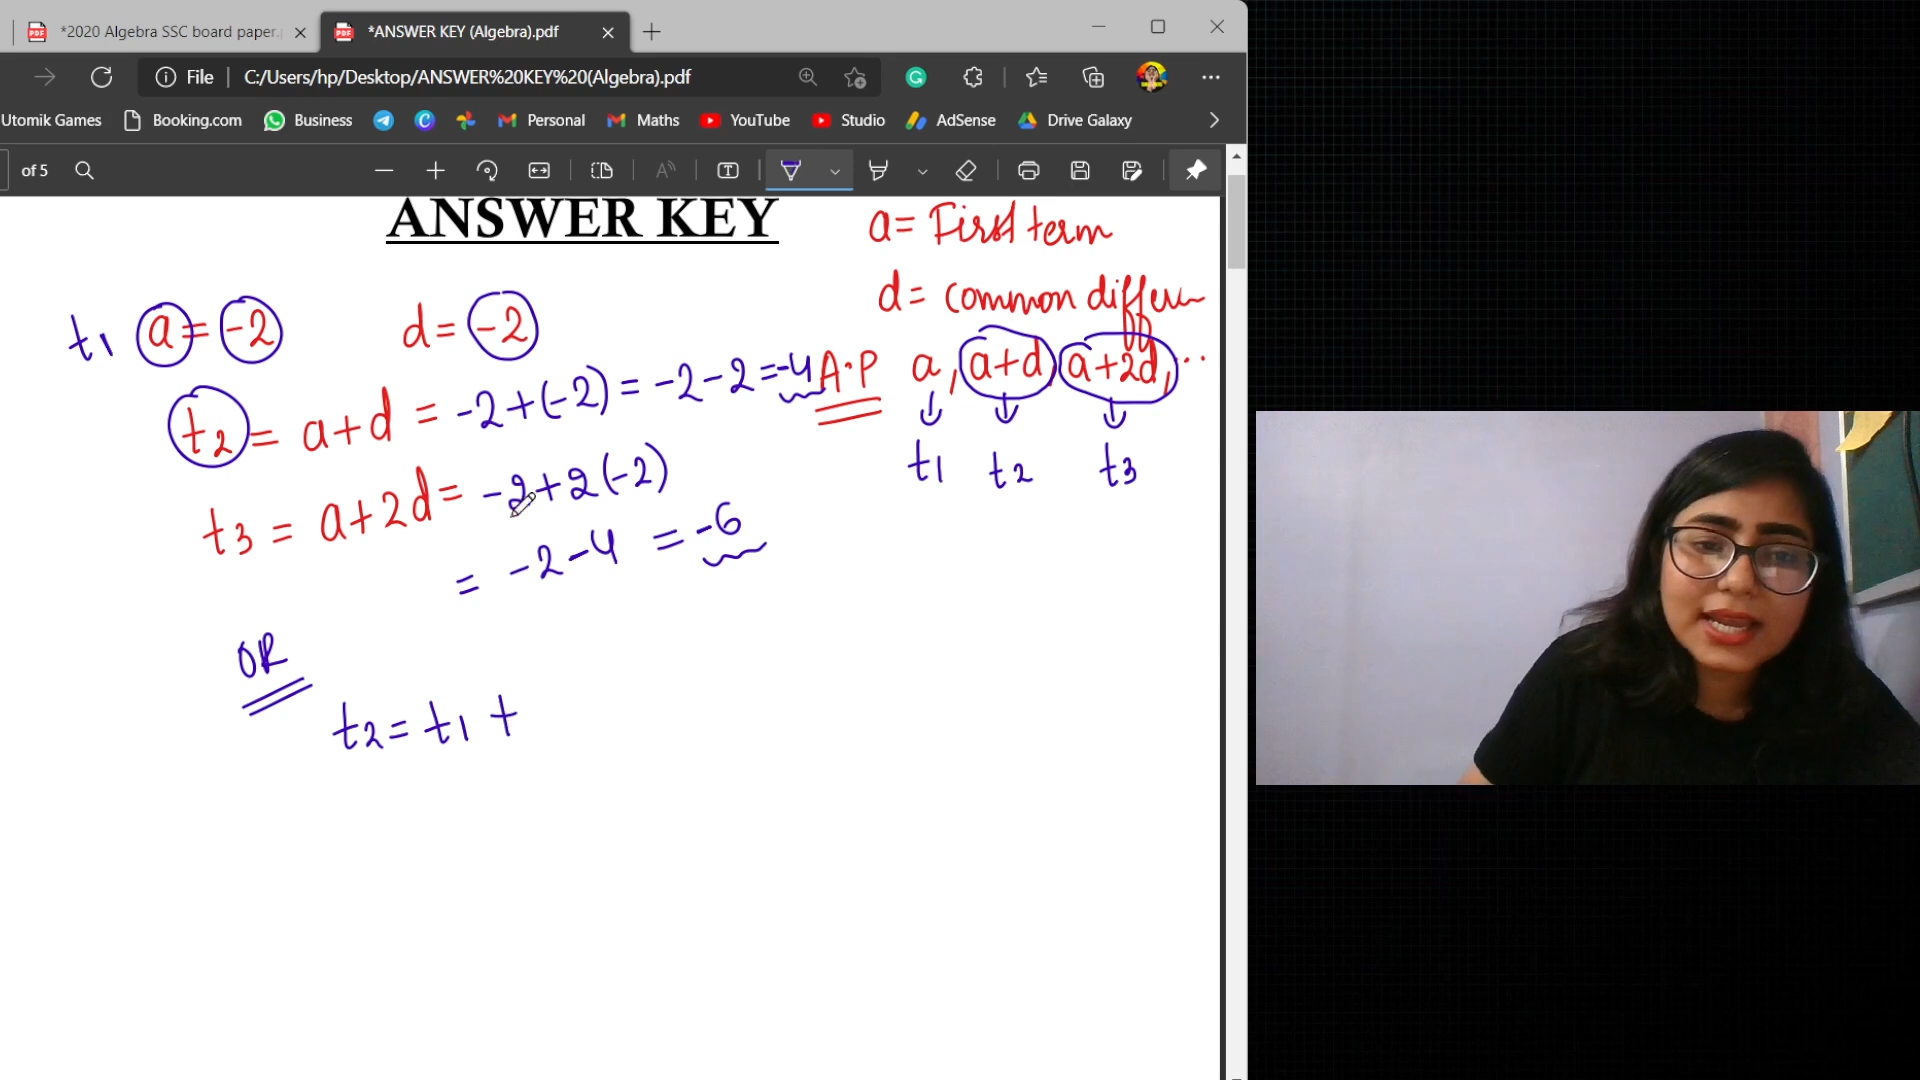 *2020 Algebra SSC board paper.
*ANSWER KEY (Algebra).pdf
File
C:/Users/hp/Desktop/ANSWER%20KEY%20(Algebra).pdf
Utomik Games
Booking.com
Business
Personal
Maths
YouTube
Studio
AdSense
Drive Galaxy
of 5
ANSWER KEY
a= First term
d= common differen
t1 a = -2 d= -2
A.P a, a+d, a+2d, ..
t1 t2 t3
t2 = a+d = -2+(-2) = -2-2 = -4
t3 = a+2d = -2+2(-2)
= -2-4 = -6
OR
t2 = t1 +